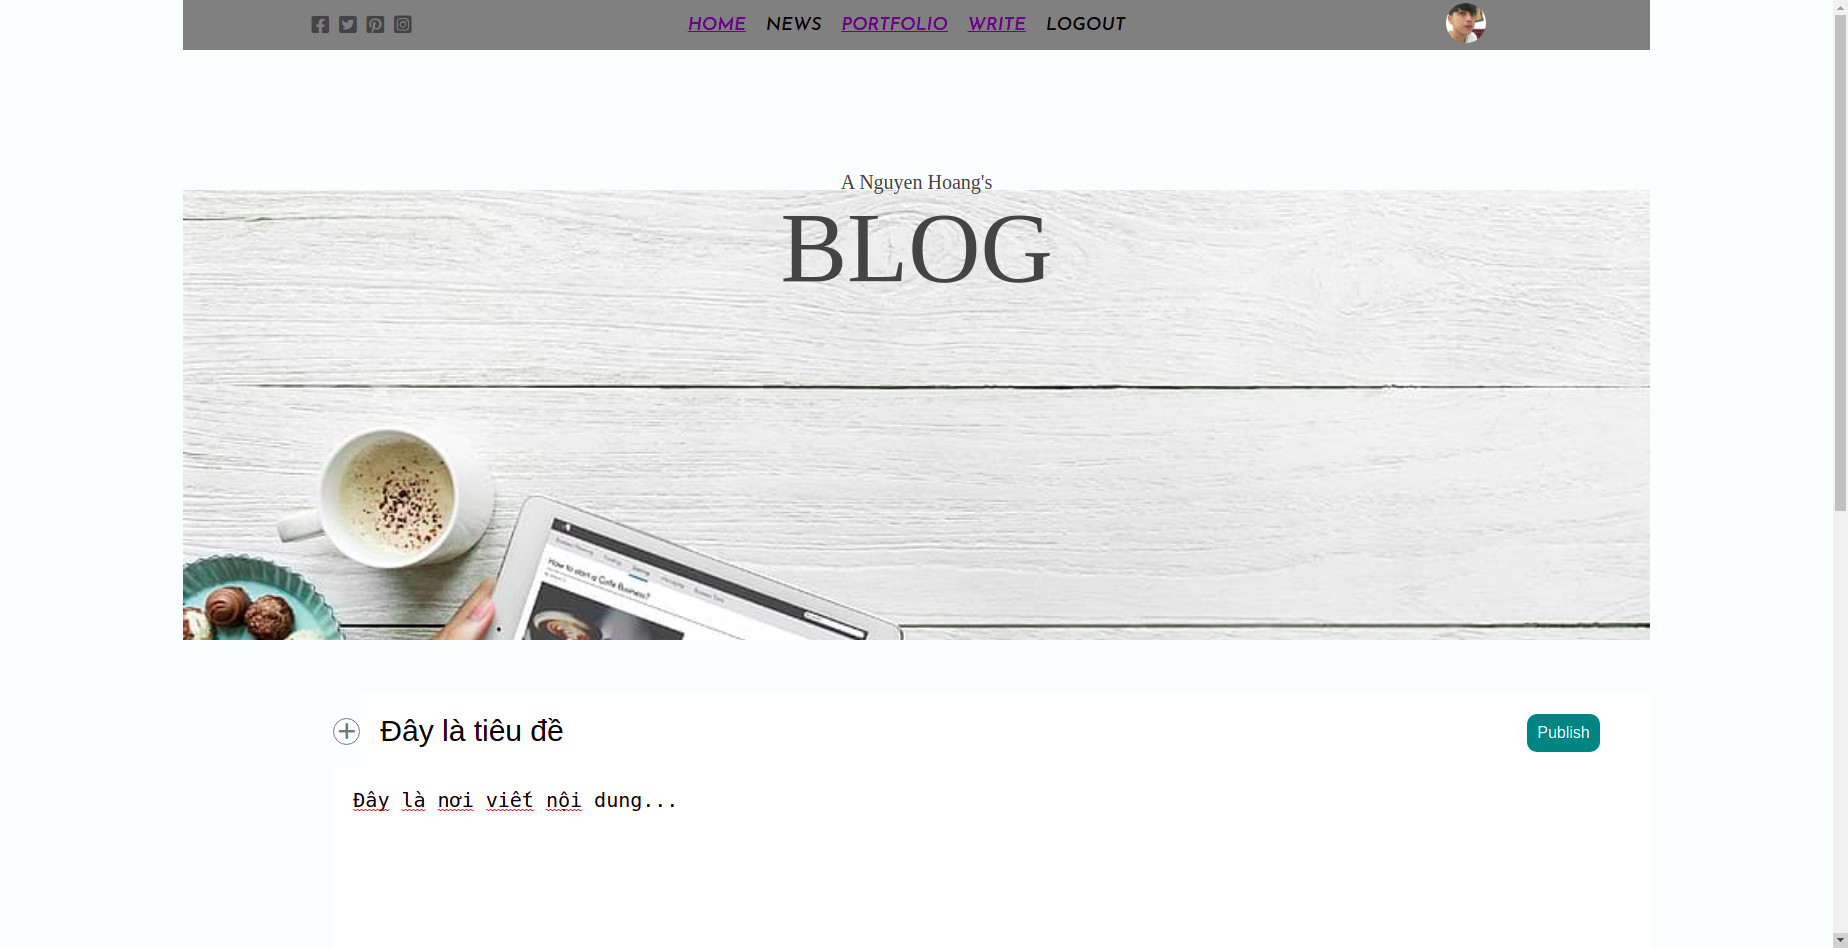 HOME NEWS PORTFOLIO WRITE LOGOUT
A Nguyen Hoang's
BLOG
How to start a Cafe Business?
Đây là tiêu đề
Publish
Đây là nơi viết nội dung...